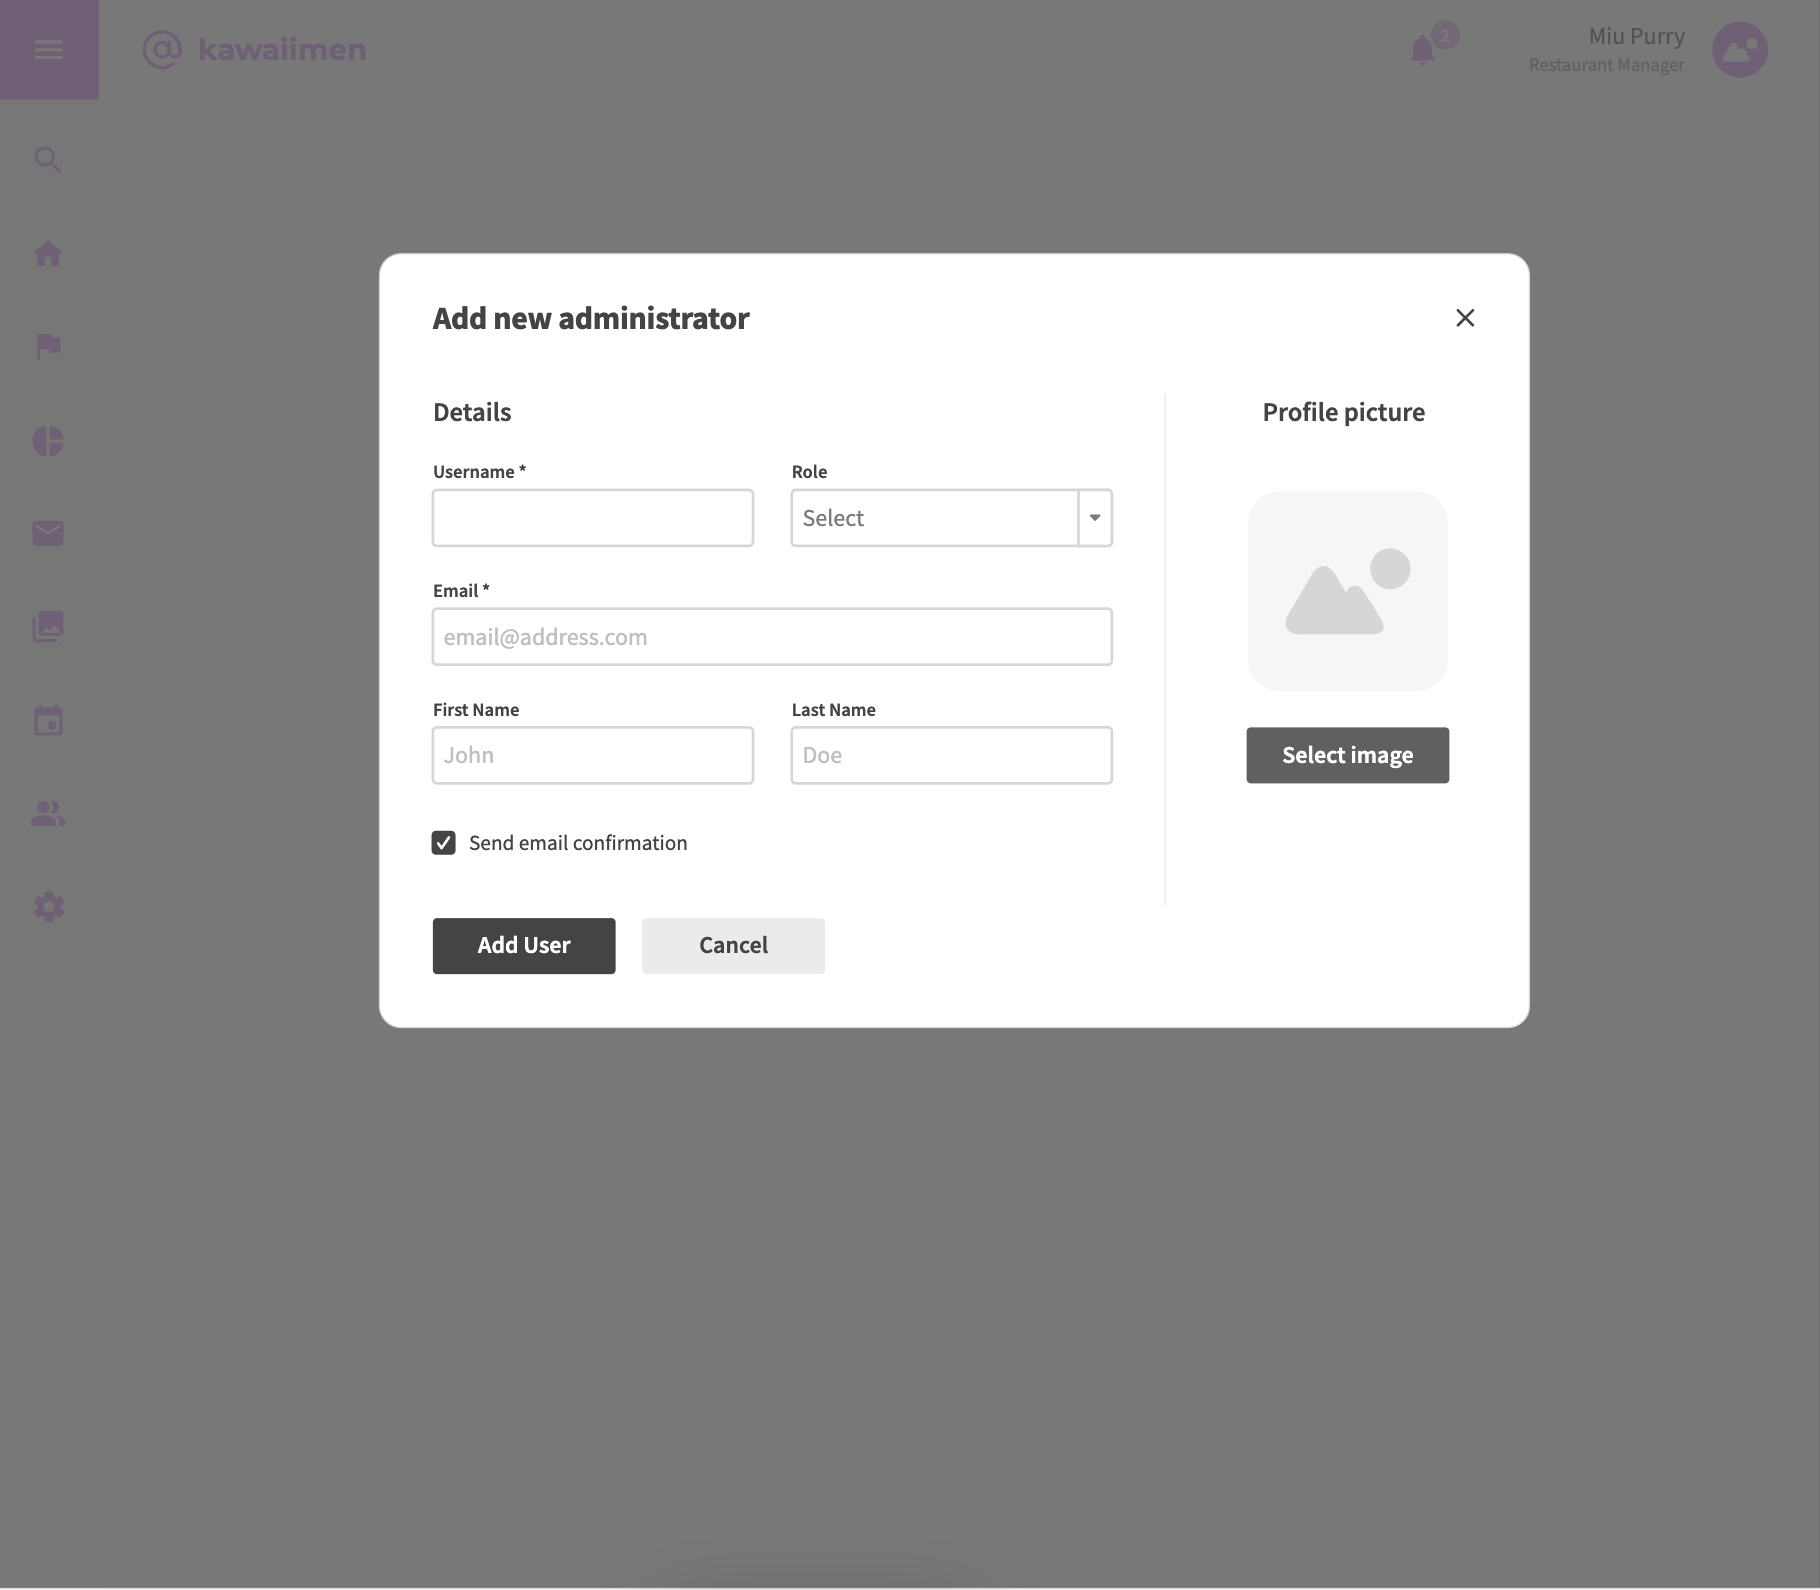 @ kawaiimen
2
Miu Purry
Restaurant Manager
Add new administrator
Details
Profile picture
Username *
Role
Select
Email *
email@address.com
First Name
Last Name
John
Doe
Select image
Send email confirmation
Add User
Cancel